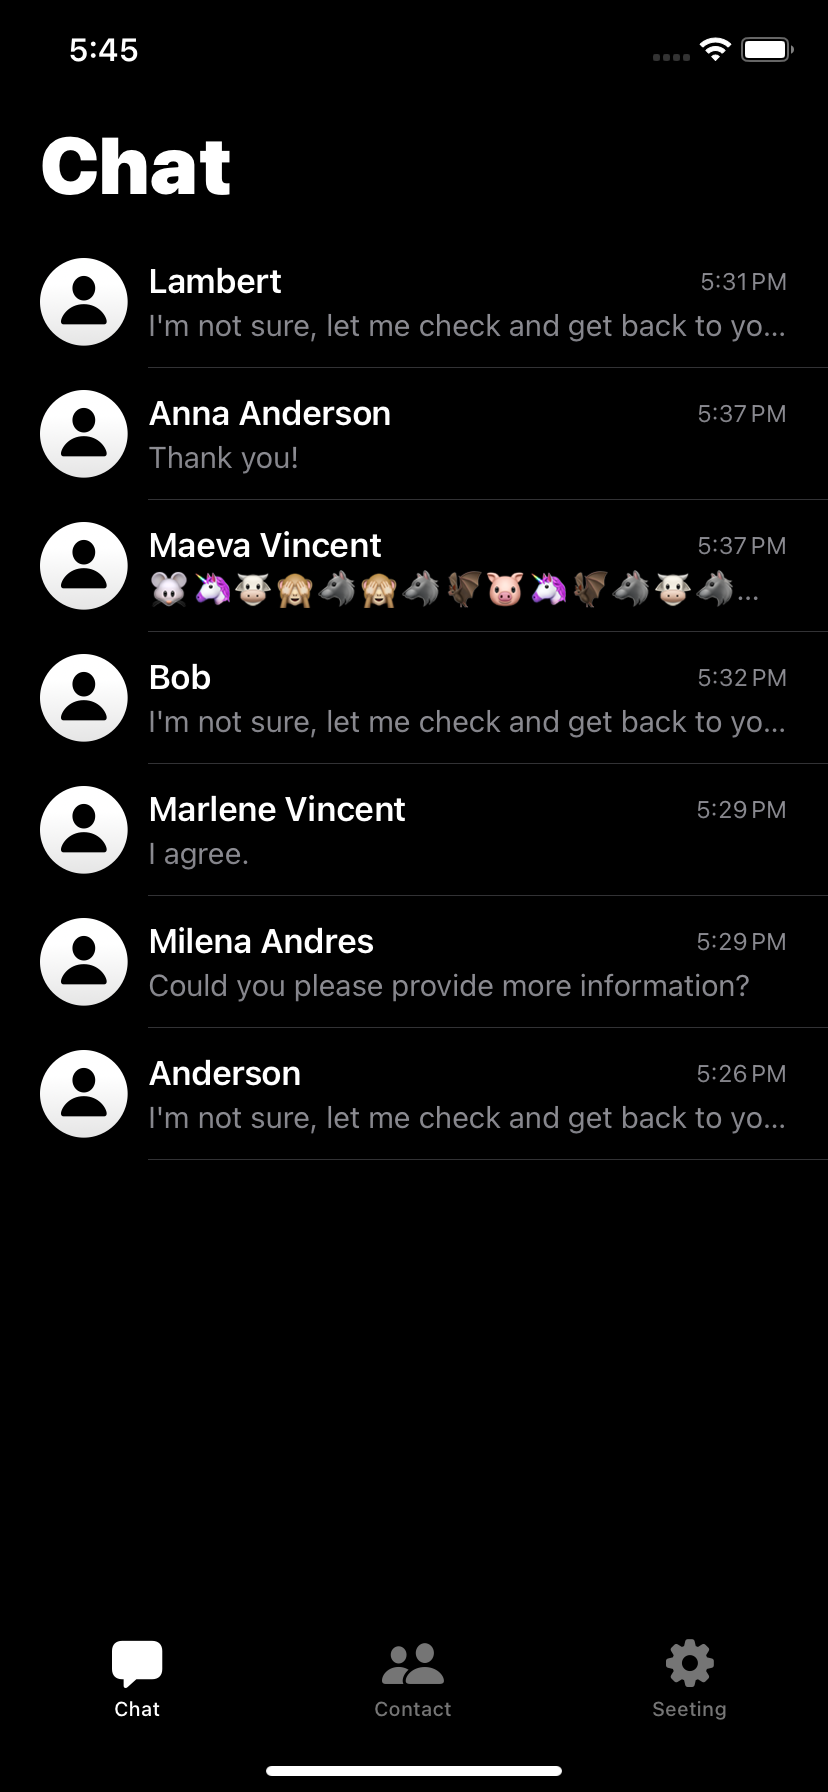 5:45
Chat
Lambert 5:31 PM
I'm not sure, let me check and get back to yo...
Anna Anderson 5:37 PM
Thank you!
Maeva Vincent 5:37 PM
🐭🦄🐮🙈🐺🙈🐺🦇🐷🦄🦇🐺🐮🐺...
Bob 5:32 PM
I'm not sure, let me check and get back to yo...
Marlene Vincent 5:29 PM
I agree.
Milena Andres 5:29 PM
Could you please provide more information?
Anderson 5:26 PM
I'm not sure, let me check and get back to yo...
Chat Contact Seeting